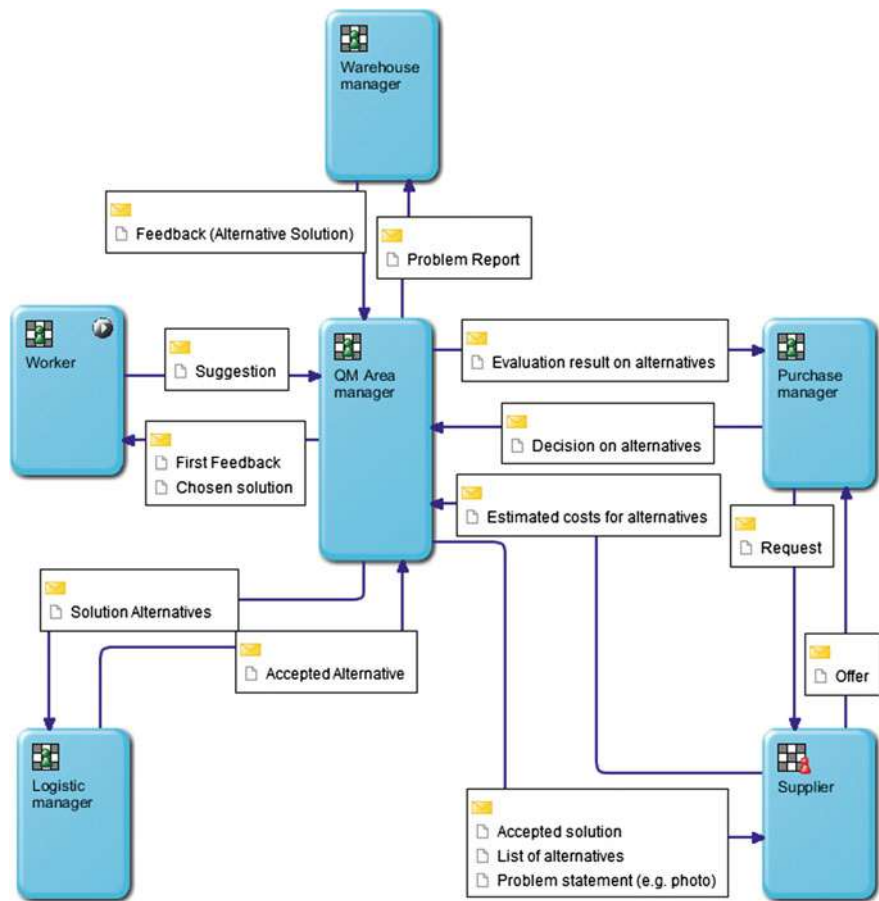 Warehouse
manager
Feedback (Alternative Solution)
Problem Report
Worker
Suggestion
QM Area
manager
Evaluation result on alternatives
Purchase
manager
First Feedback
Chosen solution
Decision on alternatives
Estimated costs for alternatives
Request
Solution Alternatives
Accepted Alternative
Offer
Logistic
manager
Supplier
Accepted solution
List of alternatives
Problem statement (e.g. photo)